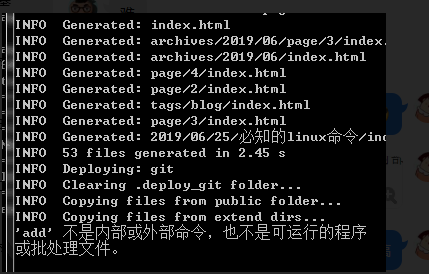 INFO  Generated: index.html
INFO  Generated: archives/2019/06/page/3/index.
INFO  Generated: archives/2019/06/index.html
INFO  Generated: page/4/index.html
INFO  Generated: page/2/index.html
INFO  Generated: tags/blog/index.html
INFO  Generated: page/3/index.html
INFO  Generated: 2019/06/25/必知的linux命令/ind
INFO  53 files generated in 2.45 s
INFO  Deploying: git
INFO  Clearing .deploy_git folder...
INFO  Copying files from public folder...
INFO  Copying files from extend dirs...
'add' 不是内部或外部命令，也不是可运行的程序
或批处理文件。